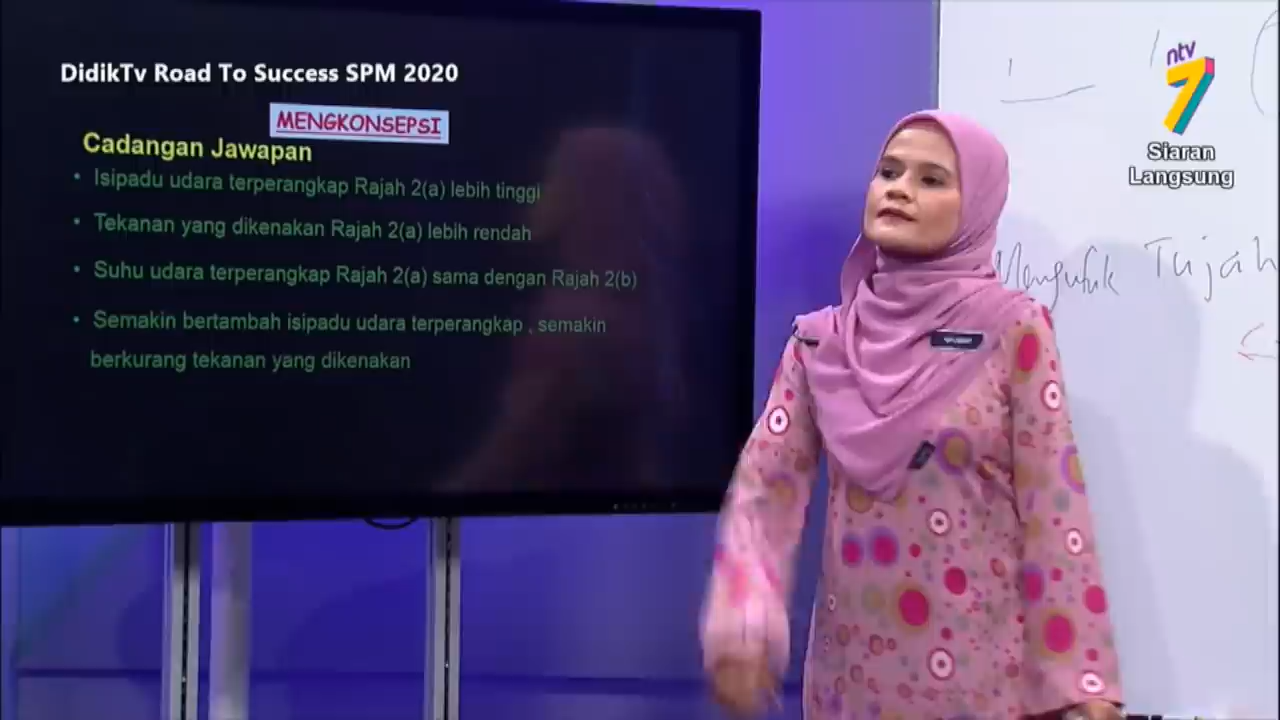 DidikTv Road To Success SPM 2020
MENGKONSEPSI
Cadangan Jawapan
• Isipadu udara terperangkap Rajah 2(a) lebih tinggi
• Tekanan yang dikenakan Rajah 2(a) lebih rendah
• Suhu udara terperangkap Rajah 2(a) sama dengan Rajah 2(b)
• Semakin bertambah isipadu udara terperangkap , semakin
berkurang tekanan yang dikenakan
ntv
7
Siaran
Langsung
Tujah